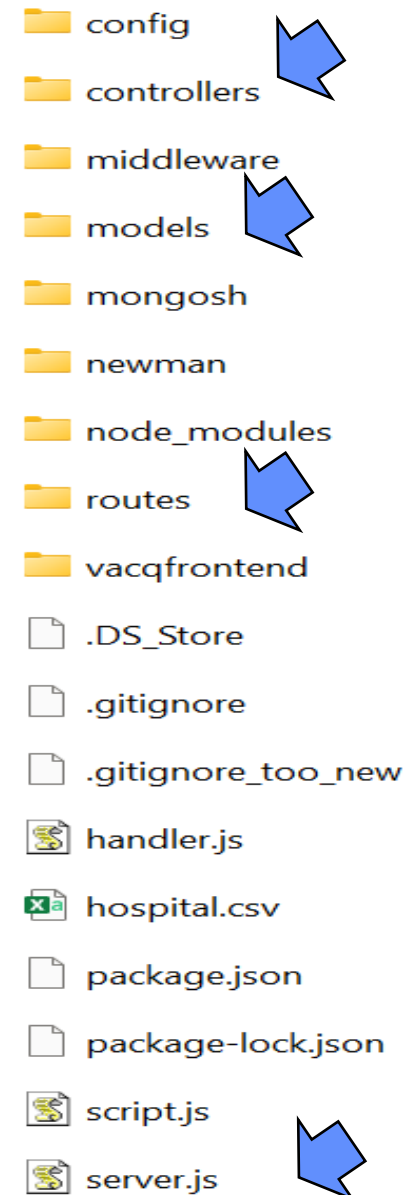 config
controllers
middleware
models
mongosh
newman
node_modules
routes
vacqfrontend
.DS_Store
.gitignore
.gitignore_too_new
handler.js
hospital.csv
package.json
package-lock.json
script.js
server.js